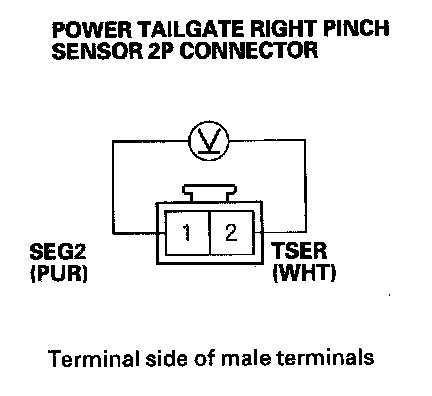 POWER TAILGATE RIGHT PINCH
SENSOR 2P CONNECTOR
V
1 2
SEG2
(PUR)
TSER
(WHT)
Terminal side of male terminals